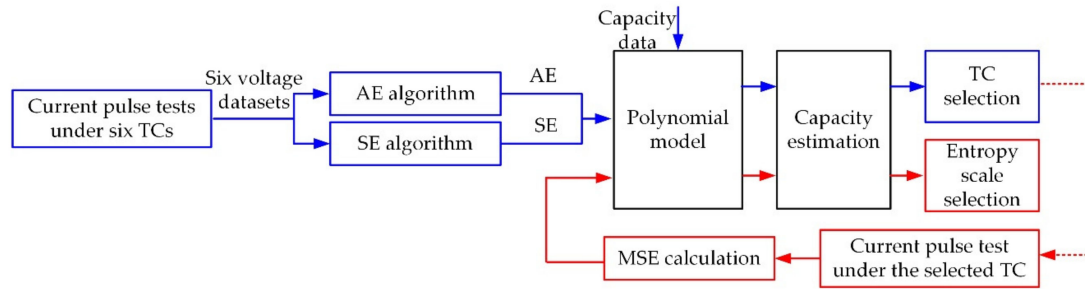 Capacity
data
Six voltage
datasets
Current pulse tests
under six TCs
AE algorithm
SE algorithm
AE
SE
Polynomial
model
Capacity
estimation
TC
selection
Entropy
scale
selection
MSE calculation
Current pulse test
under the selected TC